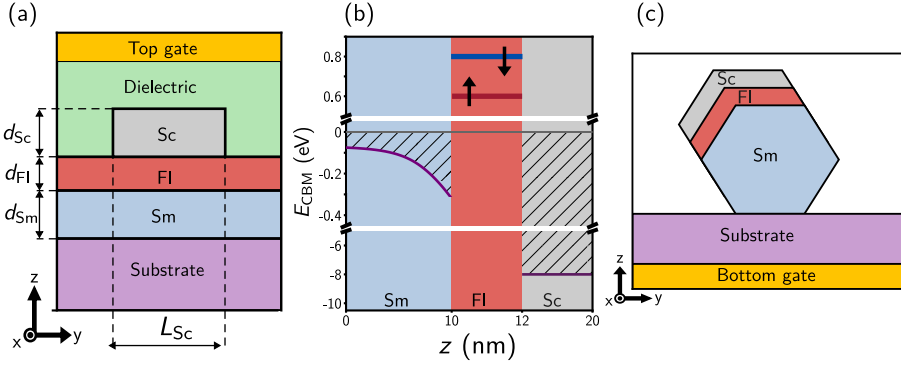 (a)
Top gate
Dielectric
d_Sc
Sc
d_FI
FI
d_Sm
Sm
Substrate
z
x
y
L_Sc
(b)
E_CBM (eV)
0.8
0.6
0
-0.2
-0.4
-6
-8
-10
Sm
FI
Sc
0
10
12
20
z (nm)
(c)
Sc
FI
Sm
Substrate
Bottom gate
z
x
y